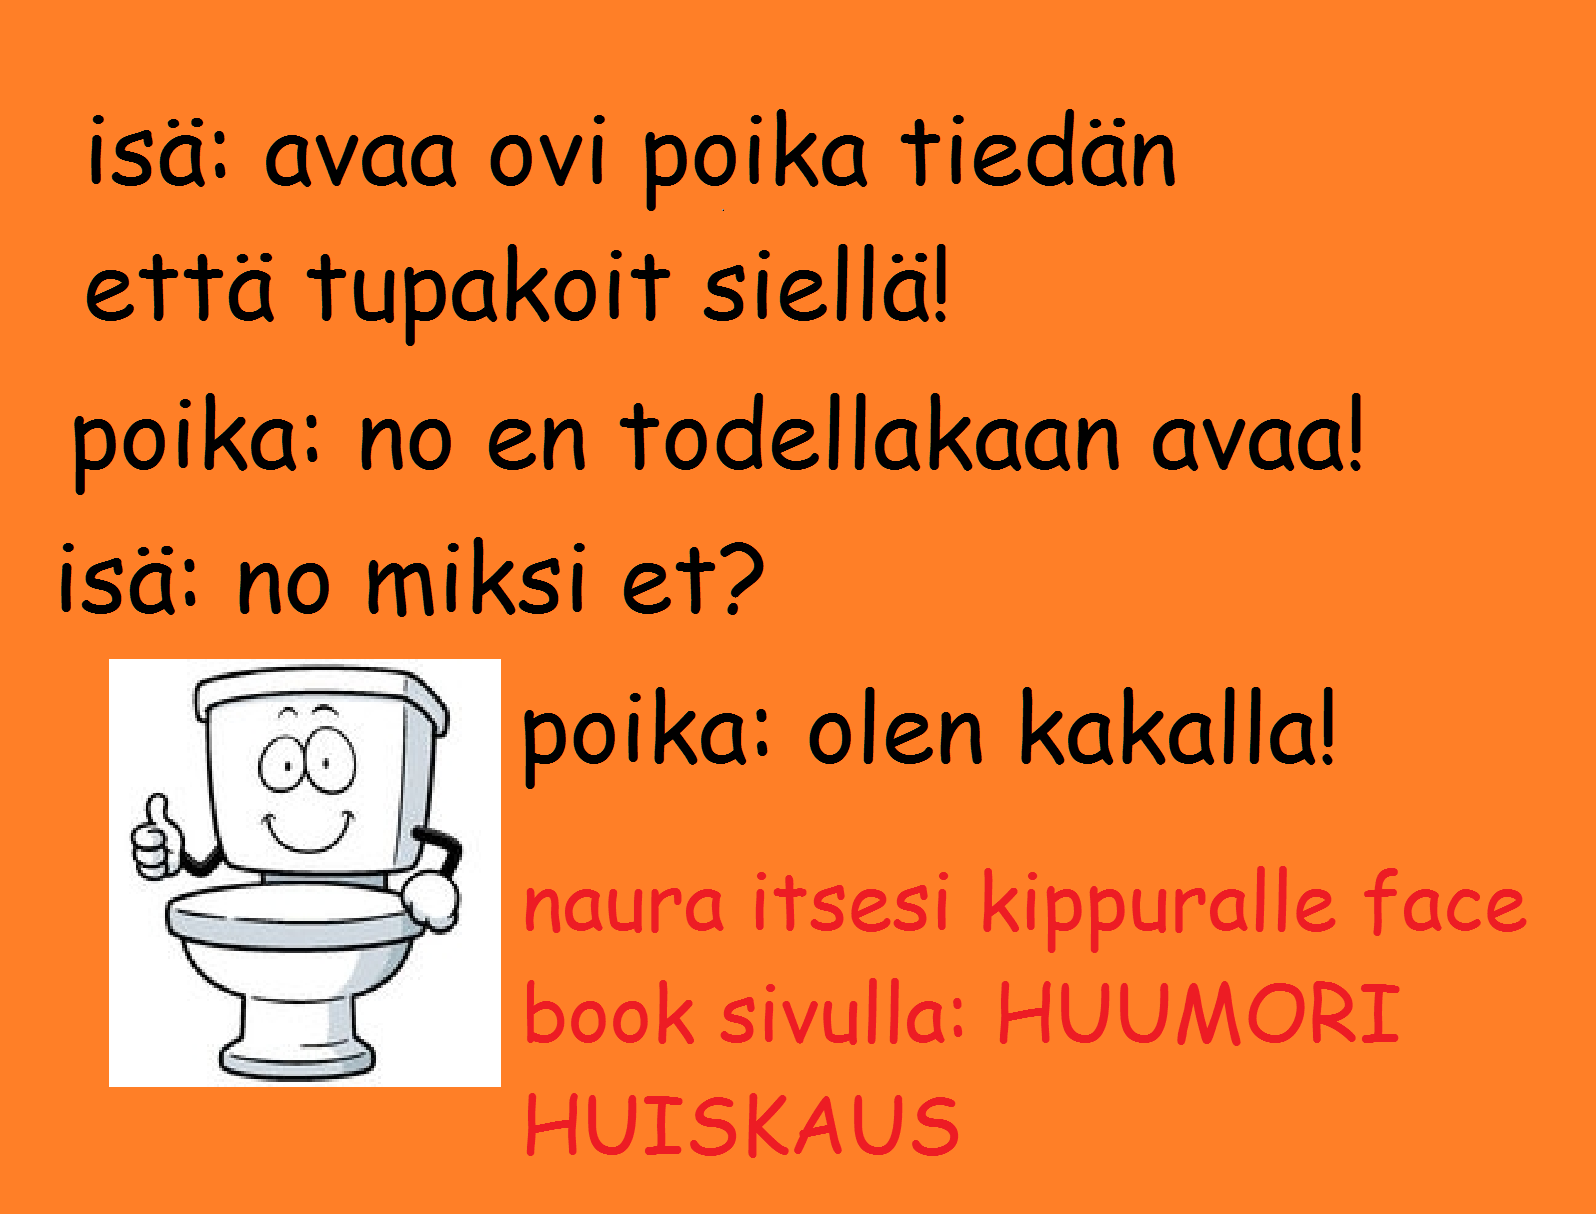 isä: avaa ovi poika tiedän
että tupakoit siellä!
poika: no en todellakaan avaa!
isä: no miksi et?
poika: olen kakalla!
naura itsesi kippuralle face
book sivulla: HUUMORI
HUISKAUS